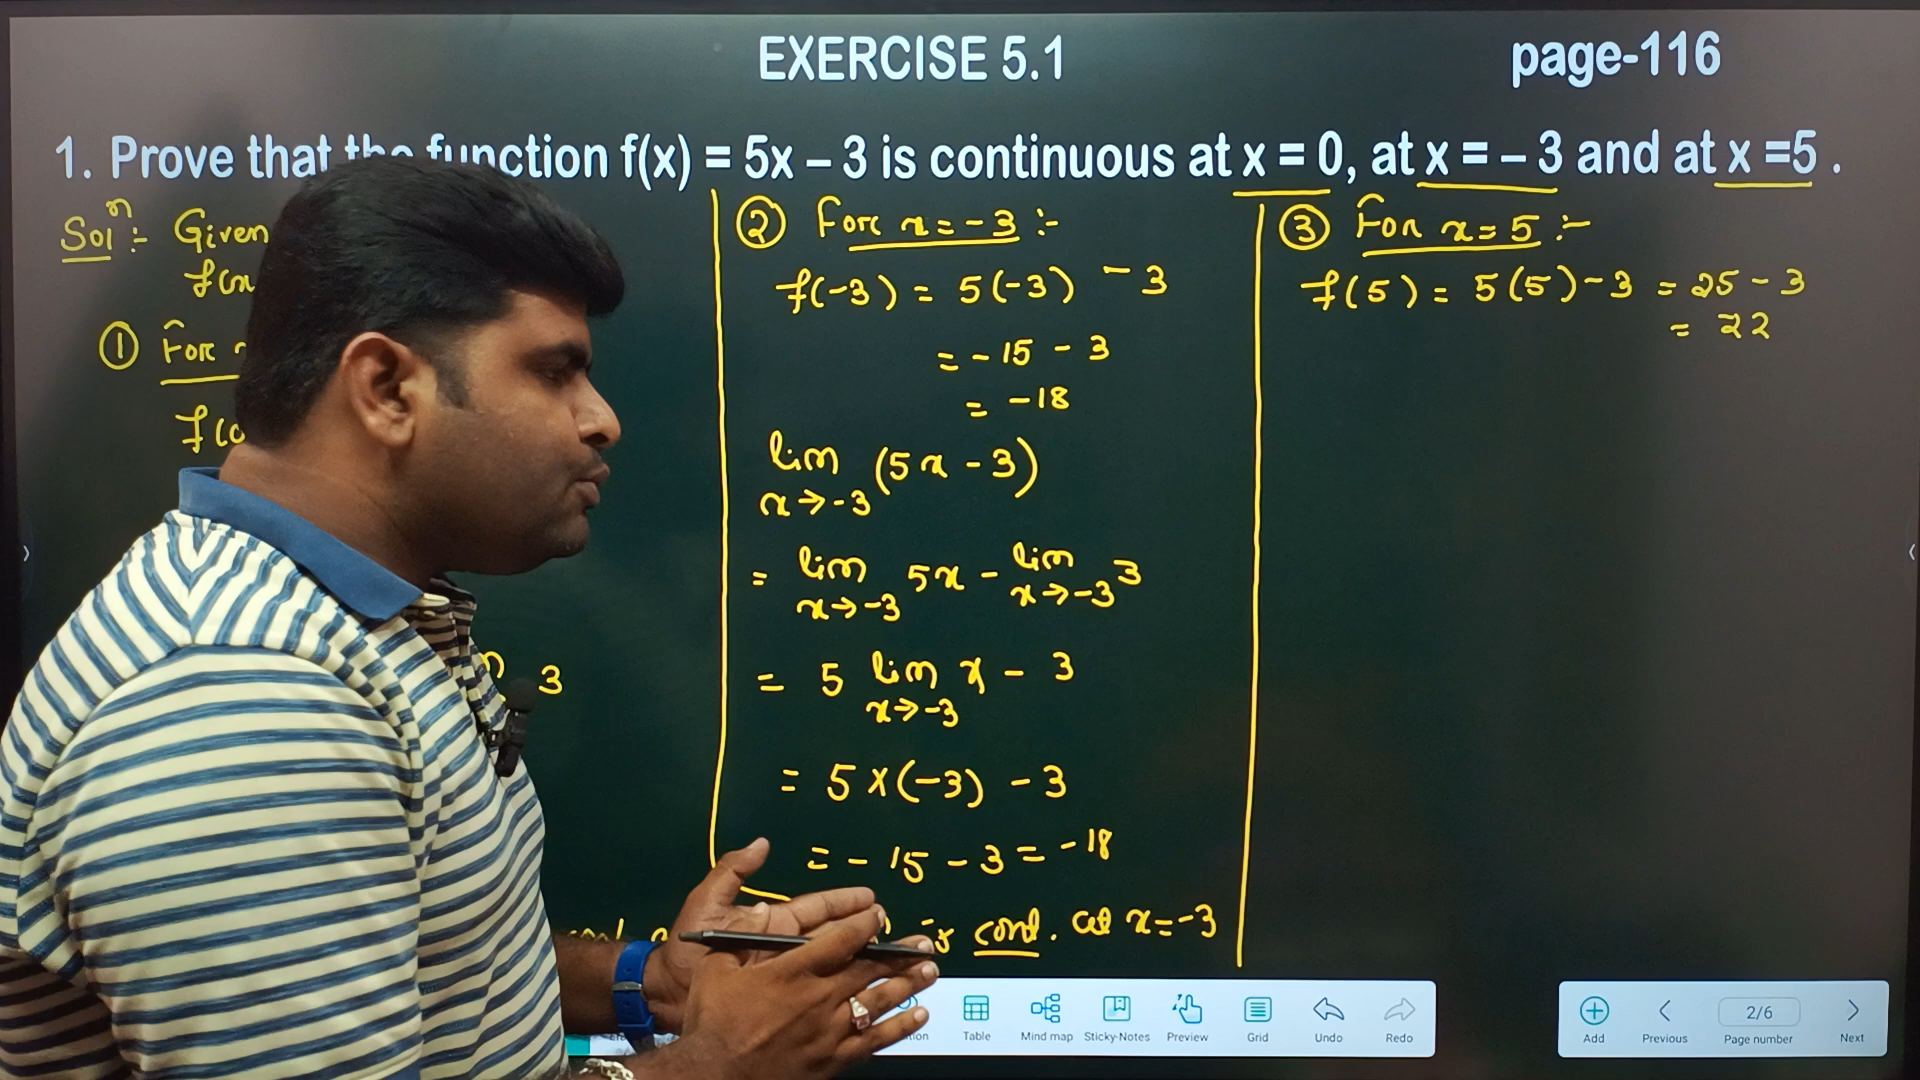 EXERCISE 5.1
page-116
1. Prove that the function f(x) = 5x – 3 is continuous at x = 0, at x = – 3 and at x =5 .
Solⁿ :- Given
f(x
① For
f(0
3
② For x = -3 :-
f(-3) = 5(-3) - 3
= - 15 - 3
= -18
lim (5x - 3)
x→-3
= lim 5x - lim 3
x→-3 x→-3
= 5 lim x - 3
x→-3
= 5 x (-3) - 3
= - 15 - 3 = -18
is cont. at x = -3
③ For x = 5 :-
f(5) = 5(5) - 3 = 25 - 3
= 22
Table
Mind map
Sticky-Notes
Preview
Grid
Undo
Redo
Add
Previous
2/6
Page number
Next